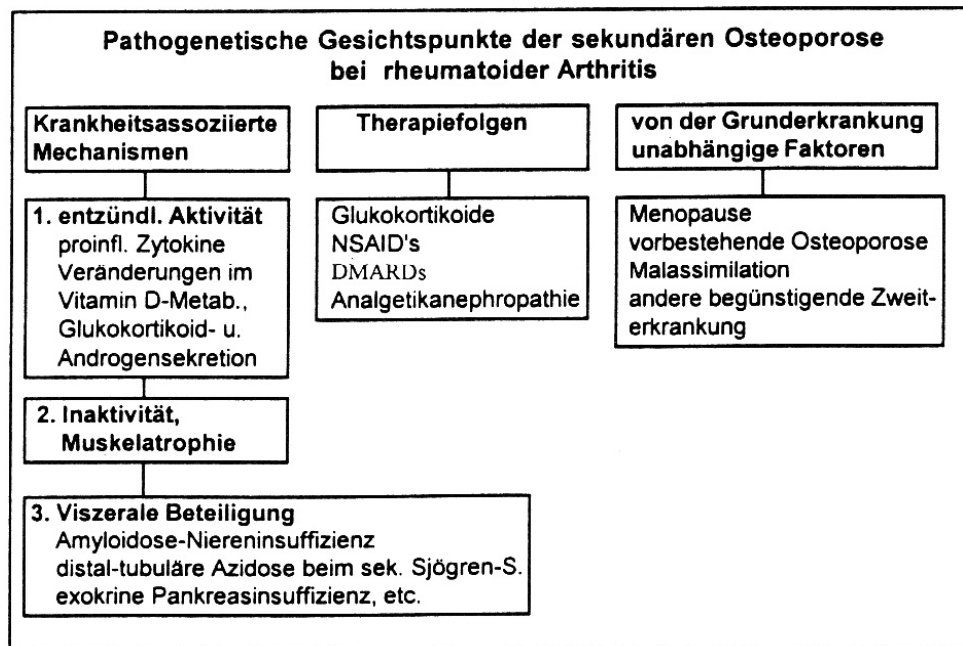 Pathogenetische Gesichtspunkte der sekundären Osteoporose
bei rheumatoider Arthritis
Krankheitsassoziierte
Mechanismen
1. entzündl. Aktivität
proinfl. Zytokine
Veränderungen im
Vitamin D-Metab.,
Glukokortikoid- u.
Androgensekretion
2. Inaktivität,
Muskelatrophie
3. Viszerale Beteiligung
Amyloidose-Niereninsuffizienz
distal-tubuläre Azidose beim sek. Sjögren-S.
exokrine Pankreasinsuffizienz, etc.
Therapiefolgen
Glukokortikoide
NSAID's
DMARDs
Analgetikanephropathie
von der Grunderkrankung
unabhängige Faktoren
Menopause
vorbestehende Osteoporose
Malassimilation
andere begünstigende Zweit-
erkrankung